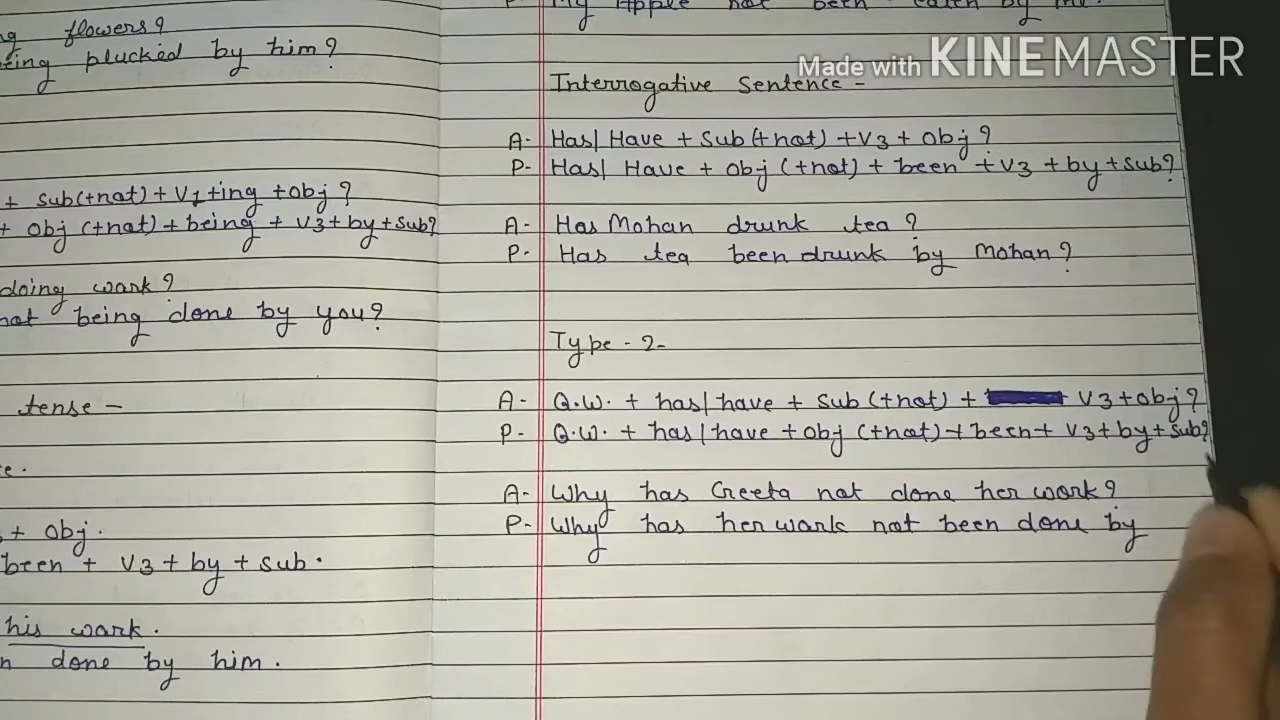 flowers?
plucked by him?
+ sub(+not) + V1 +ing + obj?
+ obj (+not) + being + V3 + by + sub?
doing work?
being done by you?
tense -
+ obj.
been + V3 + by + sub.
his work.
done by him.
Made with KINEMASTER
Interrogative Sentence -
A- Has/Have + Sub(+not) + V3 + Obj?
P- Has/ Have + Obj (+not) + been + V3 + by + sub?
A- Has Mohan drunk tea?
P- Has tea been drunk by Mohan?
Type - 2-
A- Q.W. + has/have + sub (+not) + + V3 + obj?
P- Q.W. + has/have + obj (+not) + been + V3 + by + sub?
A- Why has Geeta not done her work?
P- Why has her work not been done by